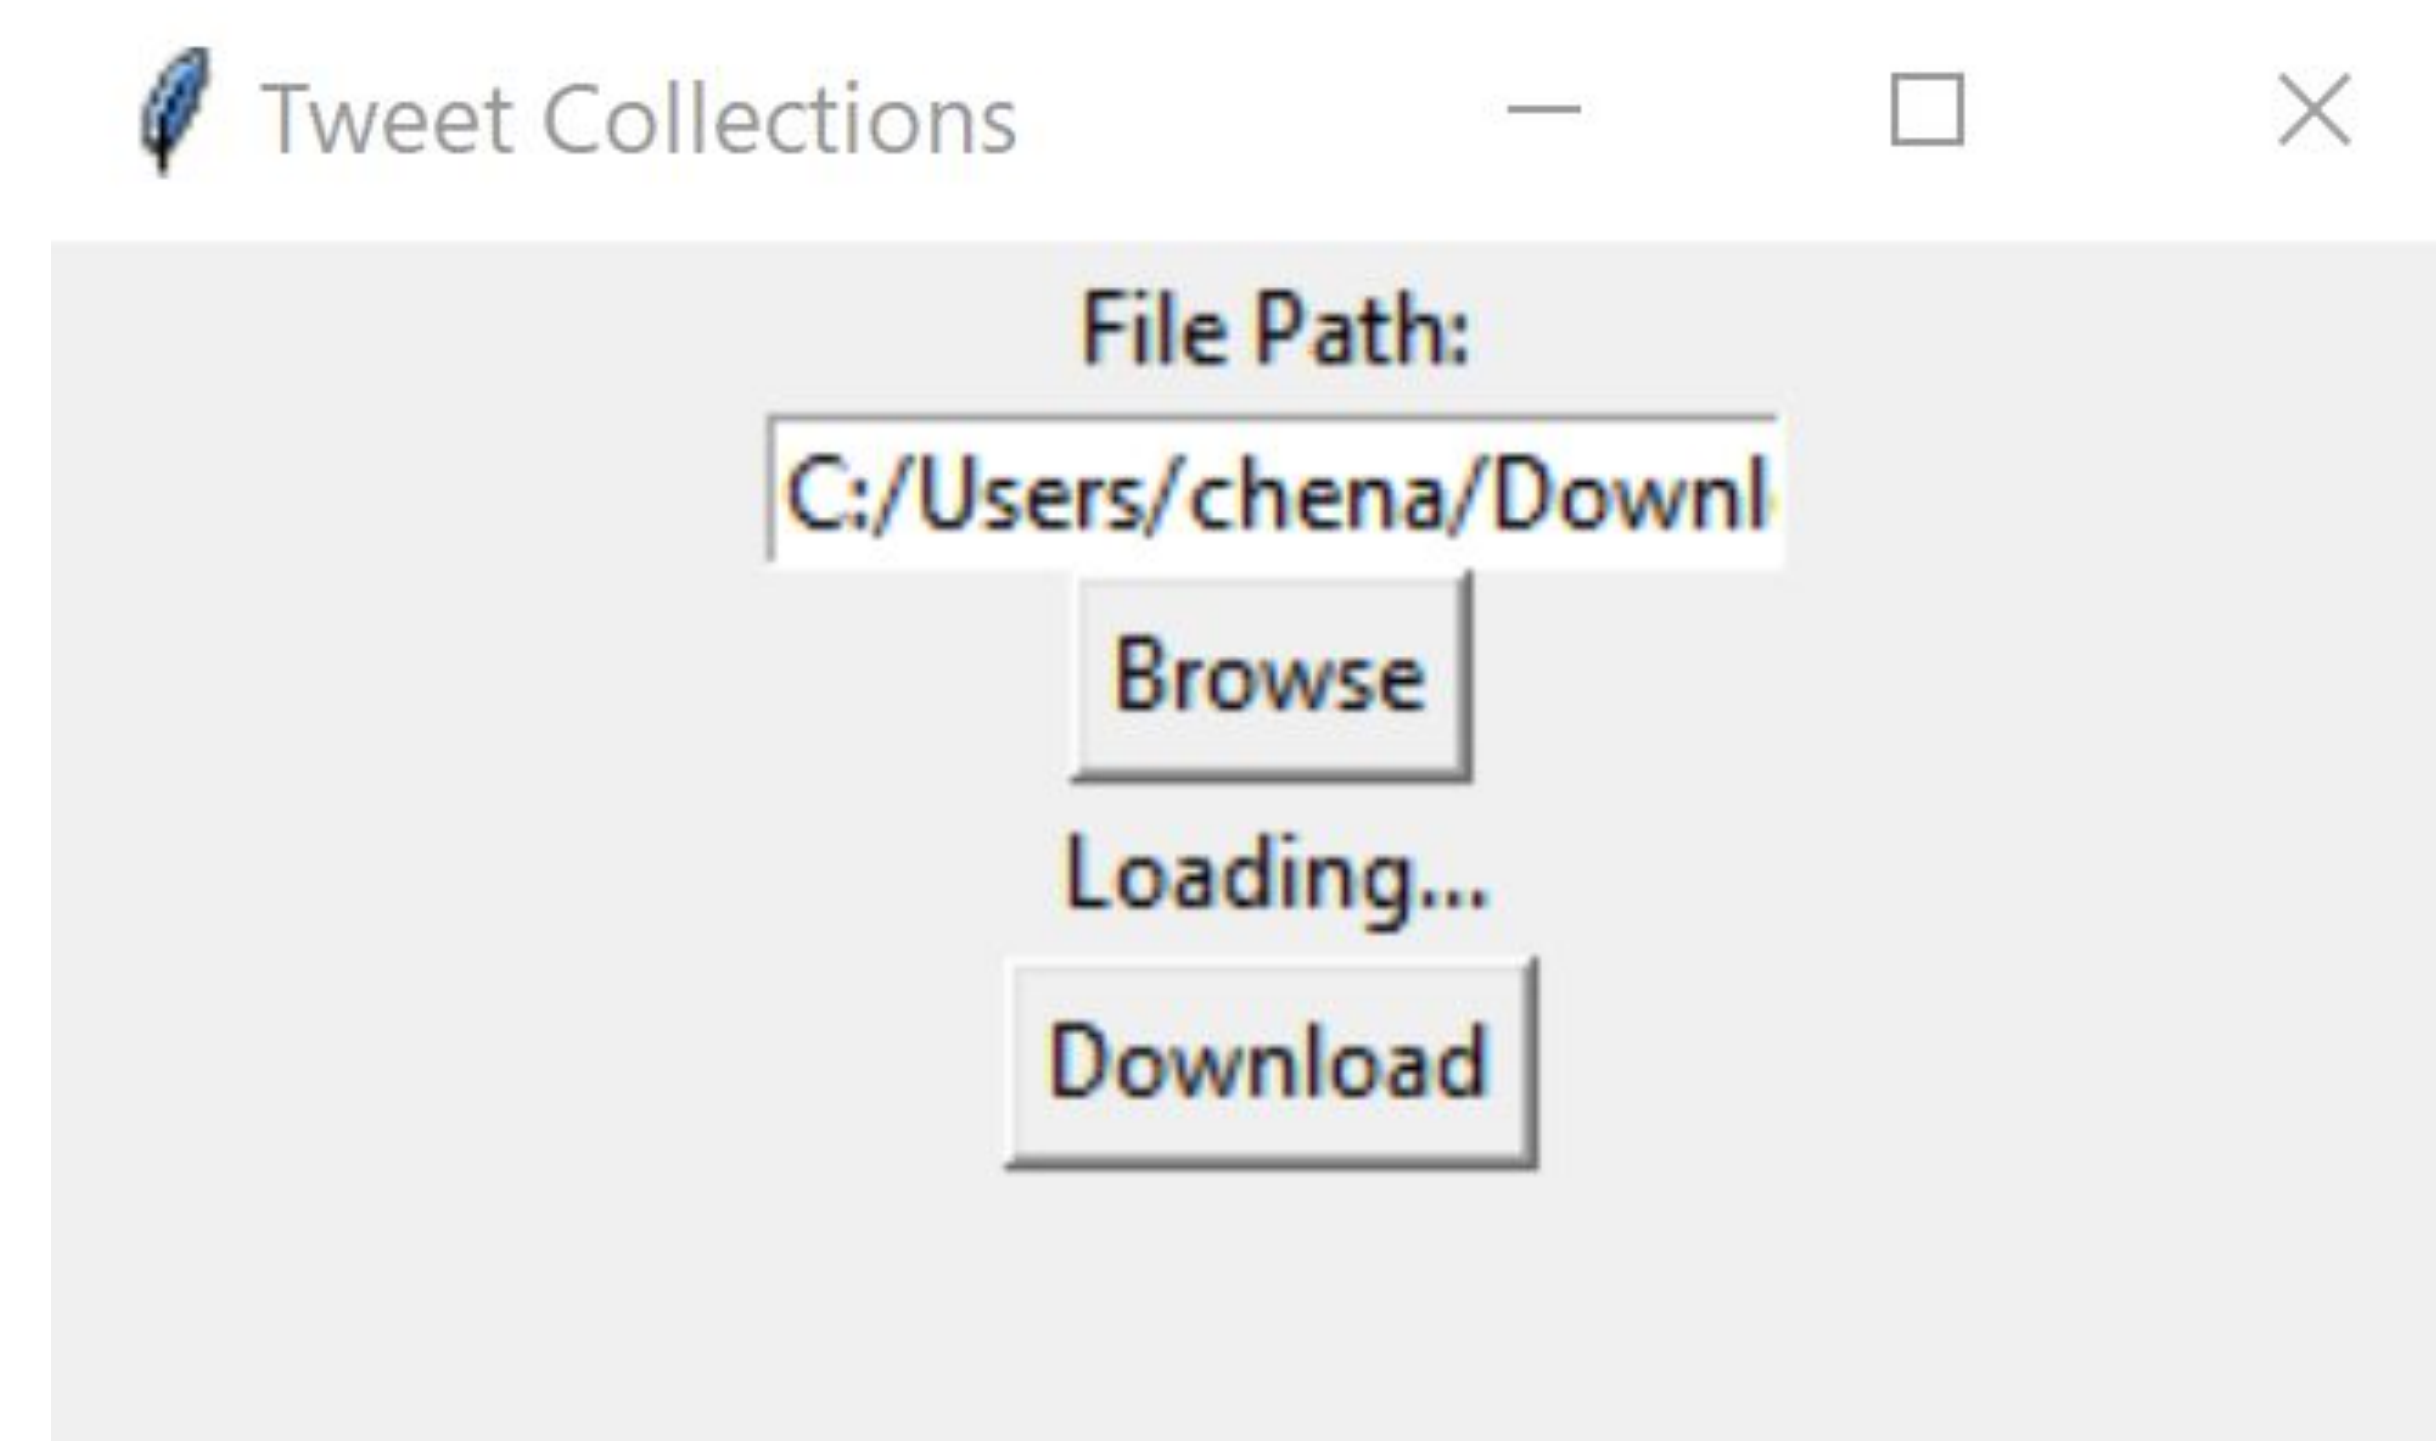 Tweet Collections
File Path:
C:/Users/chena/Downl
Browse
Loading...
Download